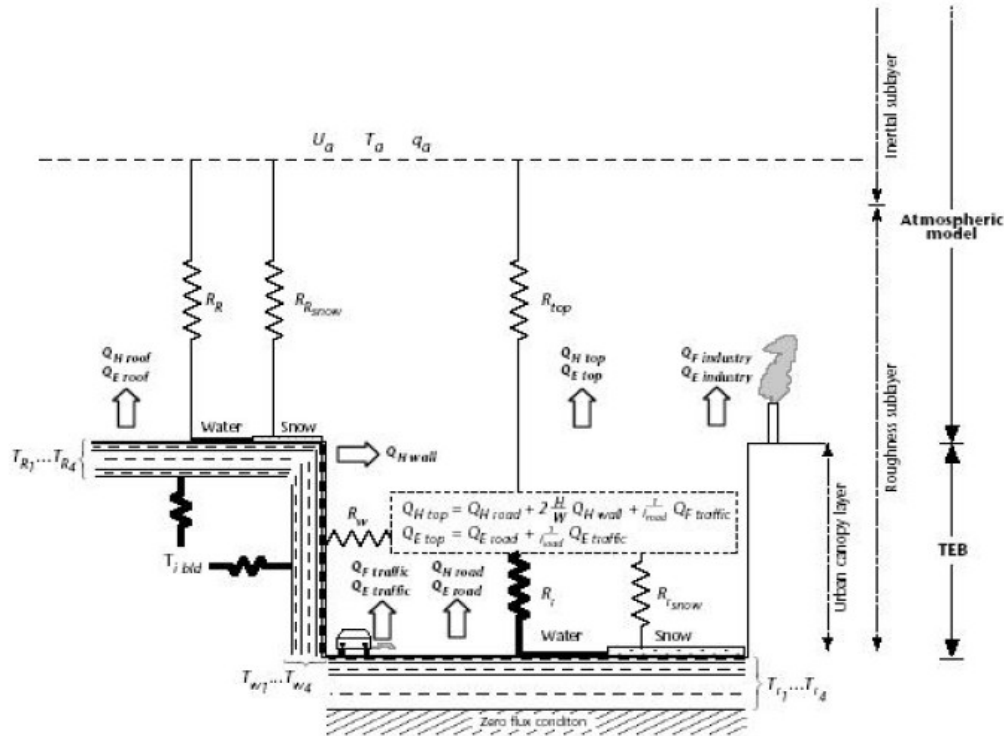 U_a T_a q_a
Inertial sublayer
Atmospheric
model
R_R
R_R snow
R_top
Q_H roof
Q_E roof
Q_H top
Q_E top
Q_F industry
Q_E industry
Roughness sublayer
Water
Snow
T_R1...T_R4
Q_H wall
R_w
Q_H top = Q_H road + 2 H/W Q_H wall + 1/l_road Q_F traffic
Q_E top = Q_E road + 1/l_road Q_E traffic
T_i bld
Q_F traffic
Q_E traffic
Q_H road
Q_E road
R_r
R_r snow
Urban canopy layer
TEB
Water
Snow
T_w1...T_w4
T_r1...T_r4
Zero flux conditon